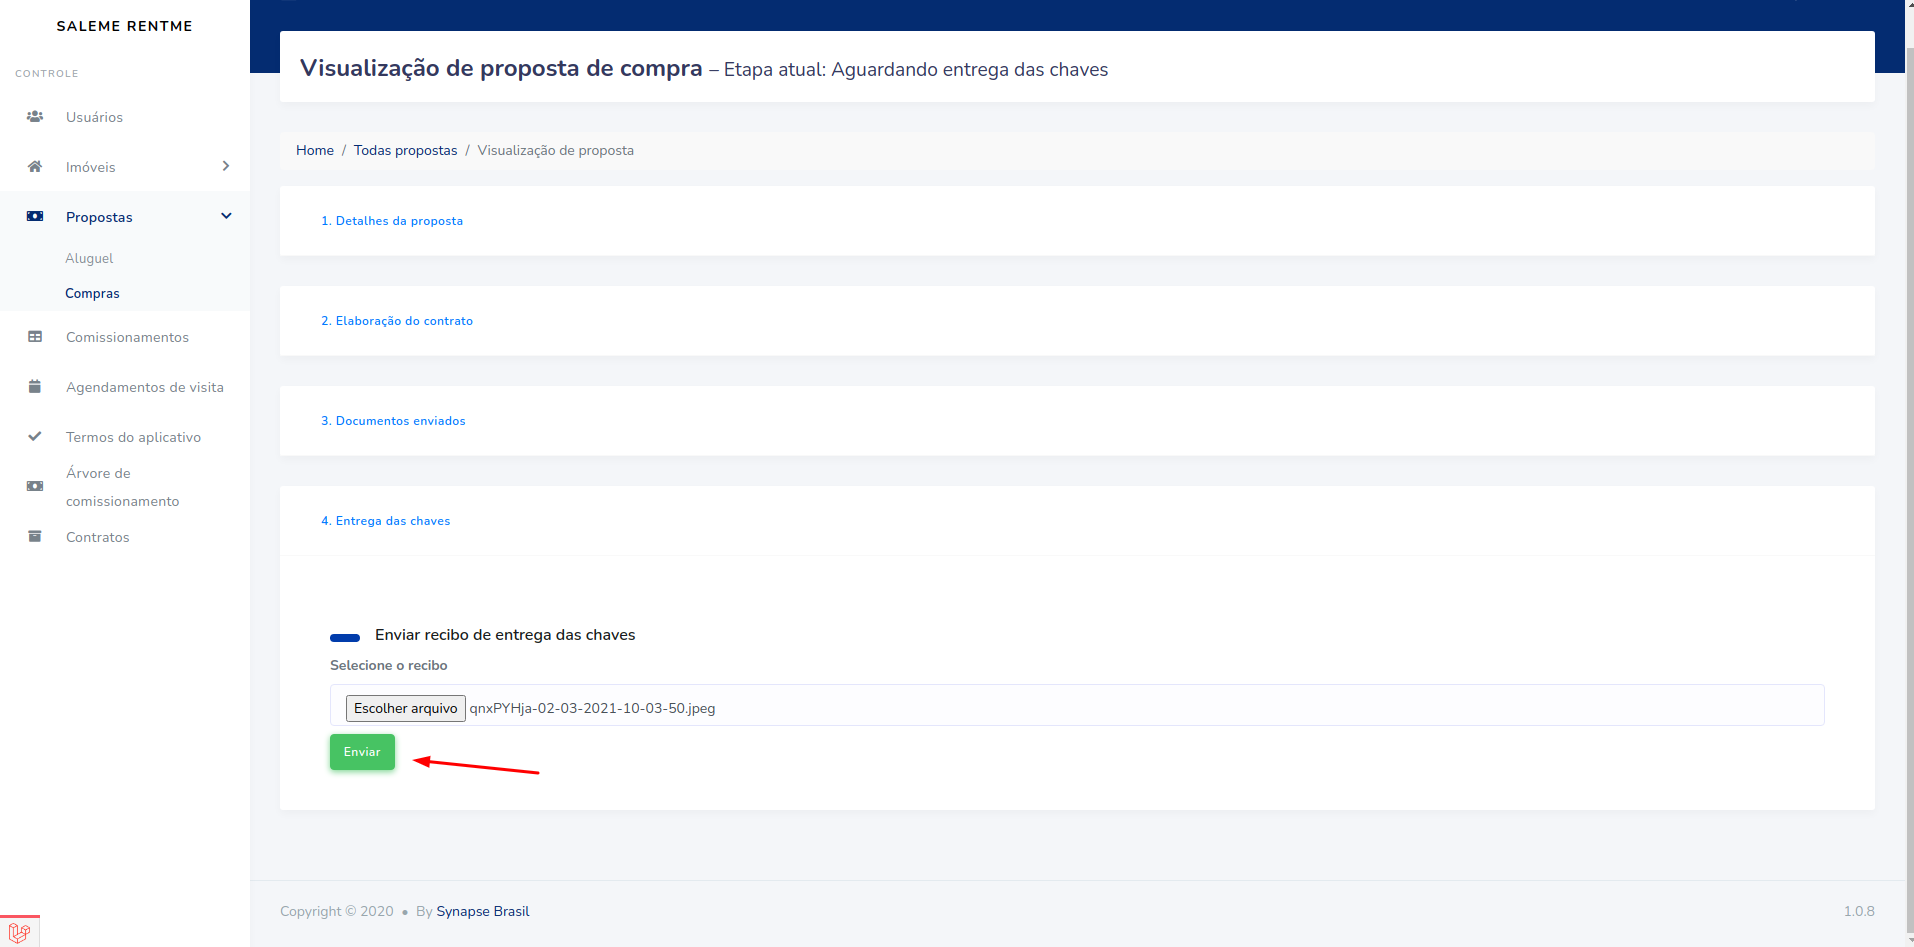 SALEME RENTME
CONTROLE
Usuários
Imóveis
Propostas
Aluguel
Compras
Comissionamentos
Agendamentos de visita
Termos do aplicativo
Árvore de
comissionamento
Contratos
Visualização de proposta de compra – Etapa atual: Aguardando entrega das chaves
Home / Todas propostas / Visualização de proposta
1. Detalhes da proposta
2. Elaboração do contrato
3. Documentos enviados
4. Entrega das chaves
Enviar recibo de entrega das chaves
Selecione o recibo
Escolher arquivo qnxPYHja-02-03-2021-10-03-50.jpeg
Enviar
Copyright © 2020 • By Synapse Brasil
1.0.8